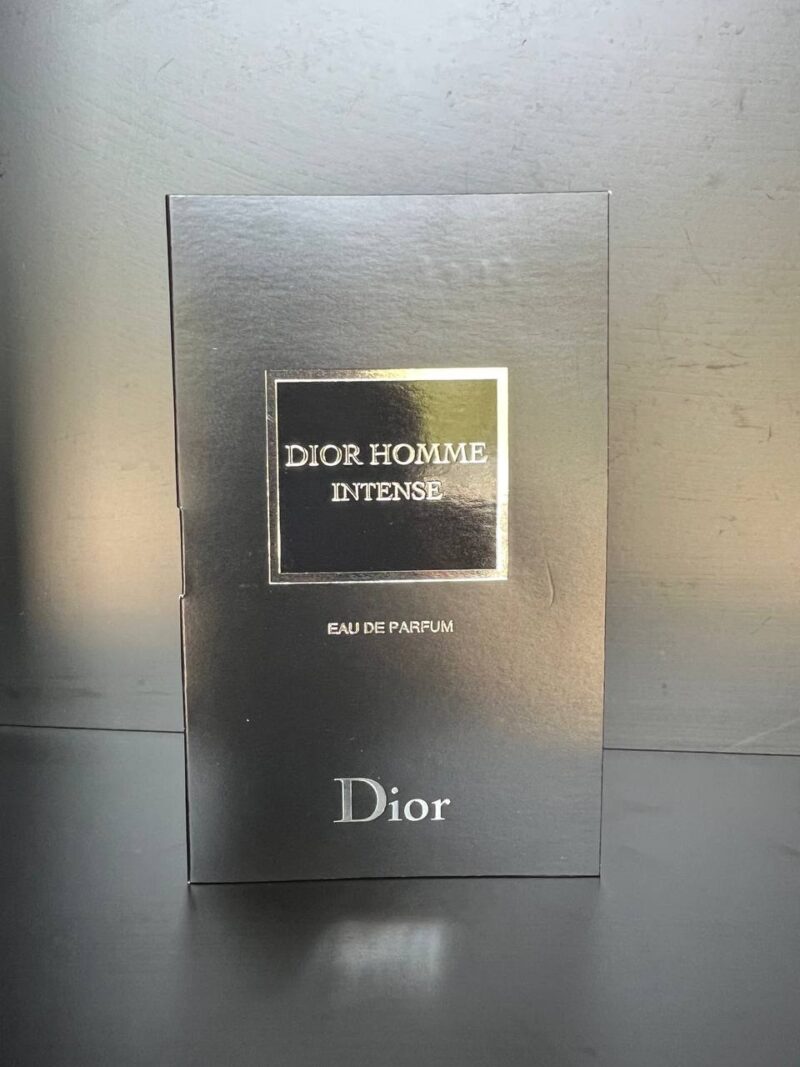 DIOR HOMME
INTENSE
EAU DE PARFUM
Dior